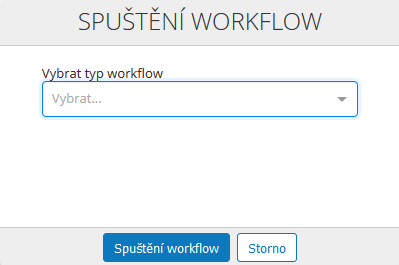 SPUŠTĚNÍ WORKFLOW
Vybrat typ workflow
Vybrat...
Spuštění workflow
Storno